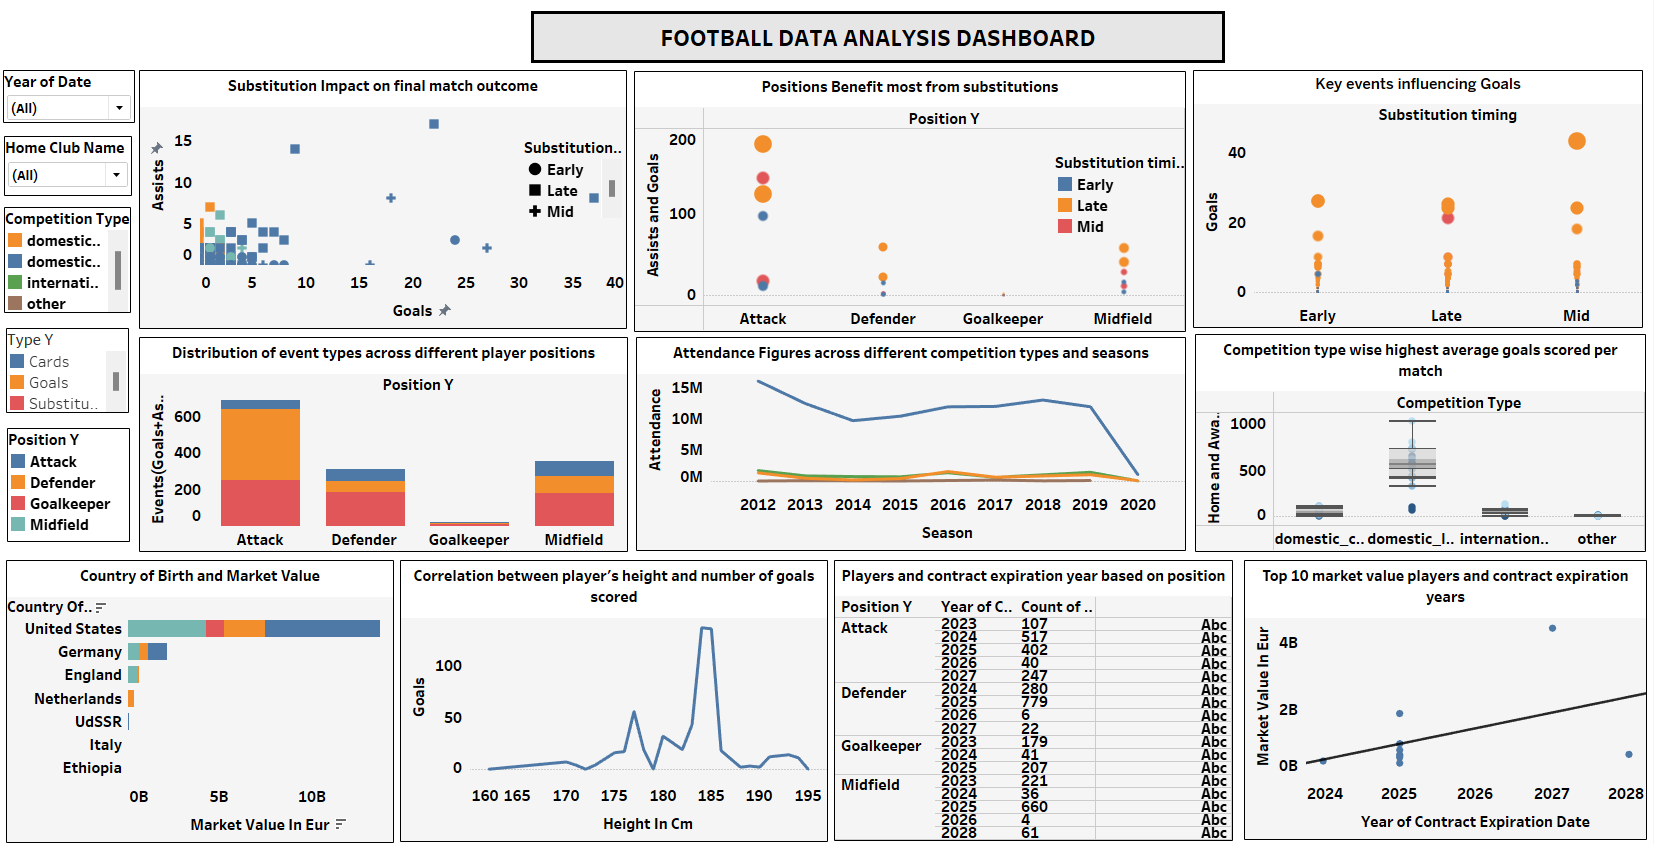 FOOTBALL DATA ANALYSIS DASHBOARD
Year of Date
(All)
Home Club Name
(All)
Competition Type
domestic..
domestic..
internati..
other
Type Y
Cards
Goals
Substitu..
Position Y
Attack
Defender
Goalkeeper
Midfield
Substitution Impact on final match outcome
Assists
15
10
5
0
0 5 10 15 20 25 30 35 40
Goals
Substitution..
Early
Late
Mid
Positions Benefit most from substitutions
Position Y
Assists and Goals
200
100
0
Attack Defender Goalkeeper Midfield
Substitution timi..
Early
Late
Mid
Key events influencing Goals
Substitution timing
Goals
40
20
0
Early Late Mid
Distribution of event types across different player positions
Position Y
Events(Goals+As..
600
400
200
0
Attack Defender Goalkeeper Midfield
Attendance Figures across different competition types and seasons
Attendance
15M
10M
5M
0M
2012 2013 2014 2015 2016 2017 2018 2019 2020
Season
Competition type wise highest average goals scored per
match
Competition Type
Home and Awa..
1000
500
0
domestic_c.. domestic_l.. internation.. other
Country of Birth and Market Value
Country Of..
United States
Germany
England
Netherlands
UdSSR
Italy
Ethiopia
0B 5B 10B
Market Value In Eur
Correlation between player's height and number of goals
scored
Goals
100
50
0
160 165 170 175 180 185 190 195
Height In Cm
Players and contract expiration year based on position
Position Y Year of C.. Count of ..
Attack 2023 107 Abc
2024 517 Abc
2025 402 Abc
2026 40 Abc
2027 247 Abc
Defender 2024 280 Abc
2025 779 Abc
2026 6 Abc
2027 22 Abc
Goalkeeper 2023 179 Abc
2024 41 Abc
2025 207 Abc
Midfield 2023 221 Abc
2024 36 Abc
2025 660 Abc
2026 4 Abc
2028 61 Abc
Top 10 market value players and contract expiration
years
Market Value In Eur
4B
2B
0B
2024 2025 2026 2027 2028
Year of Contract Expiration Date